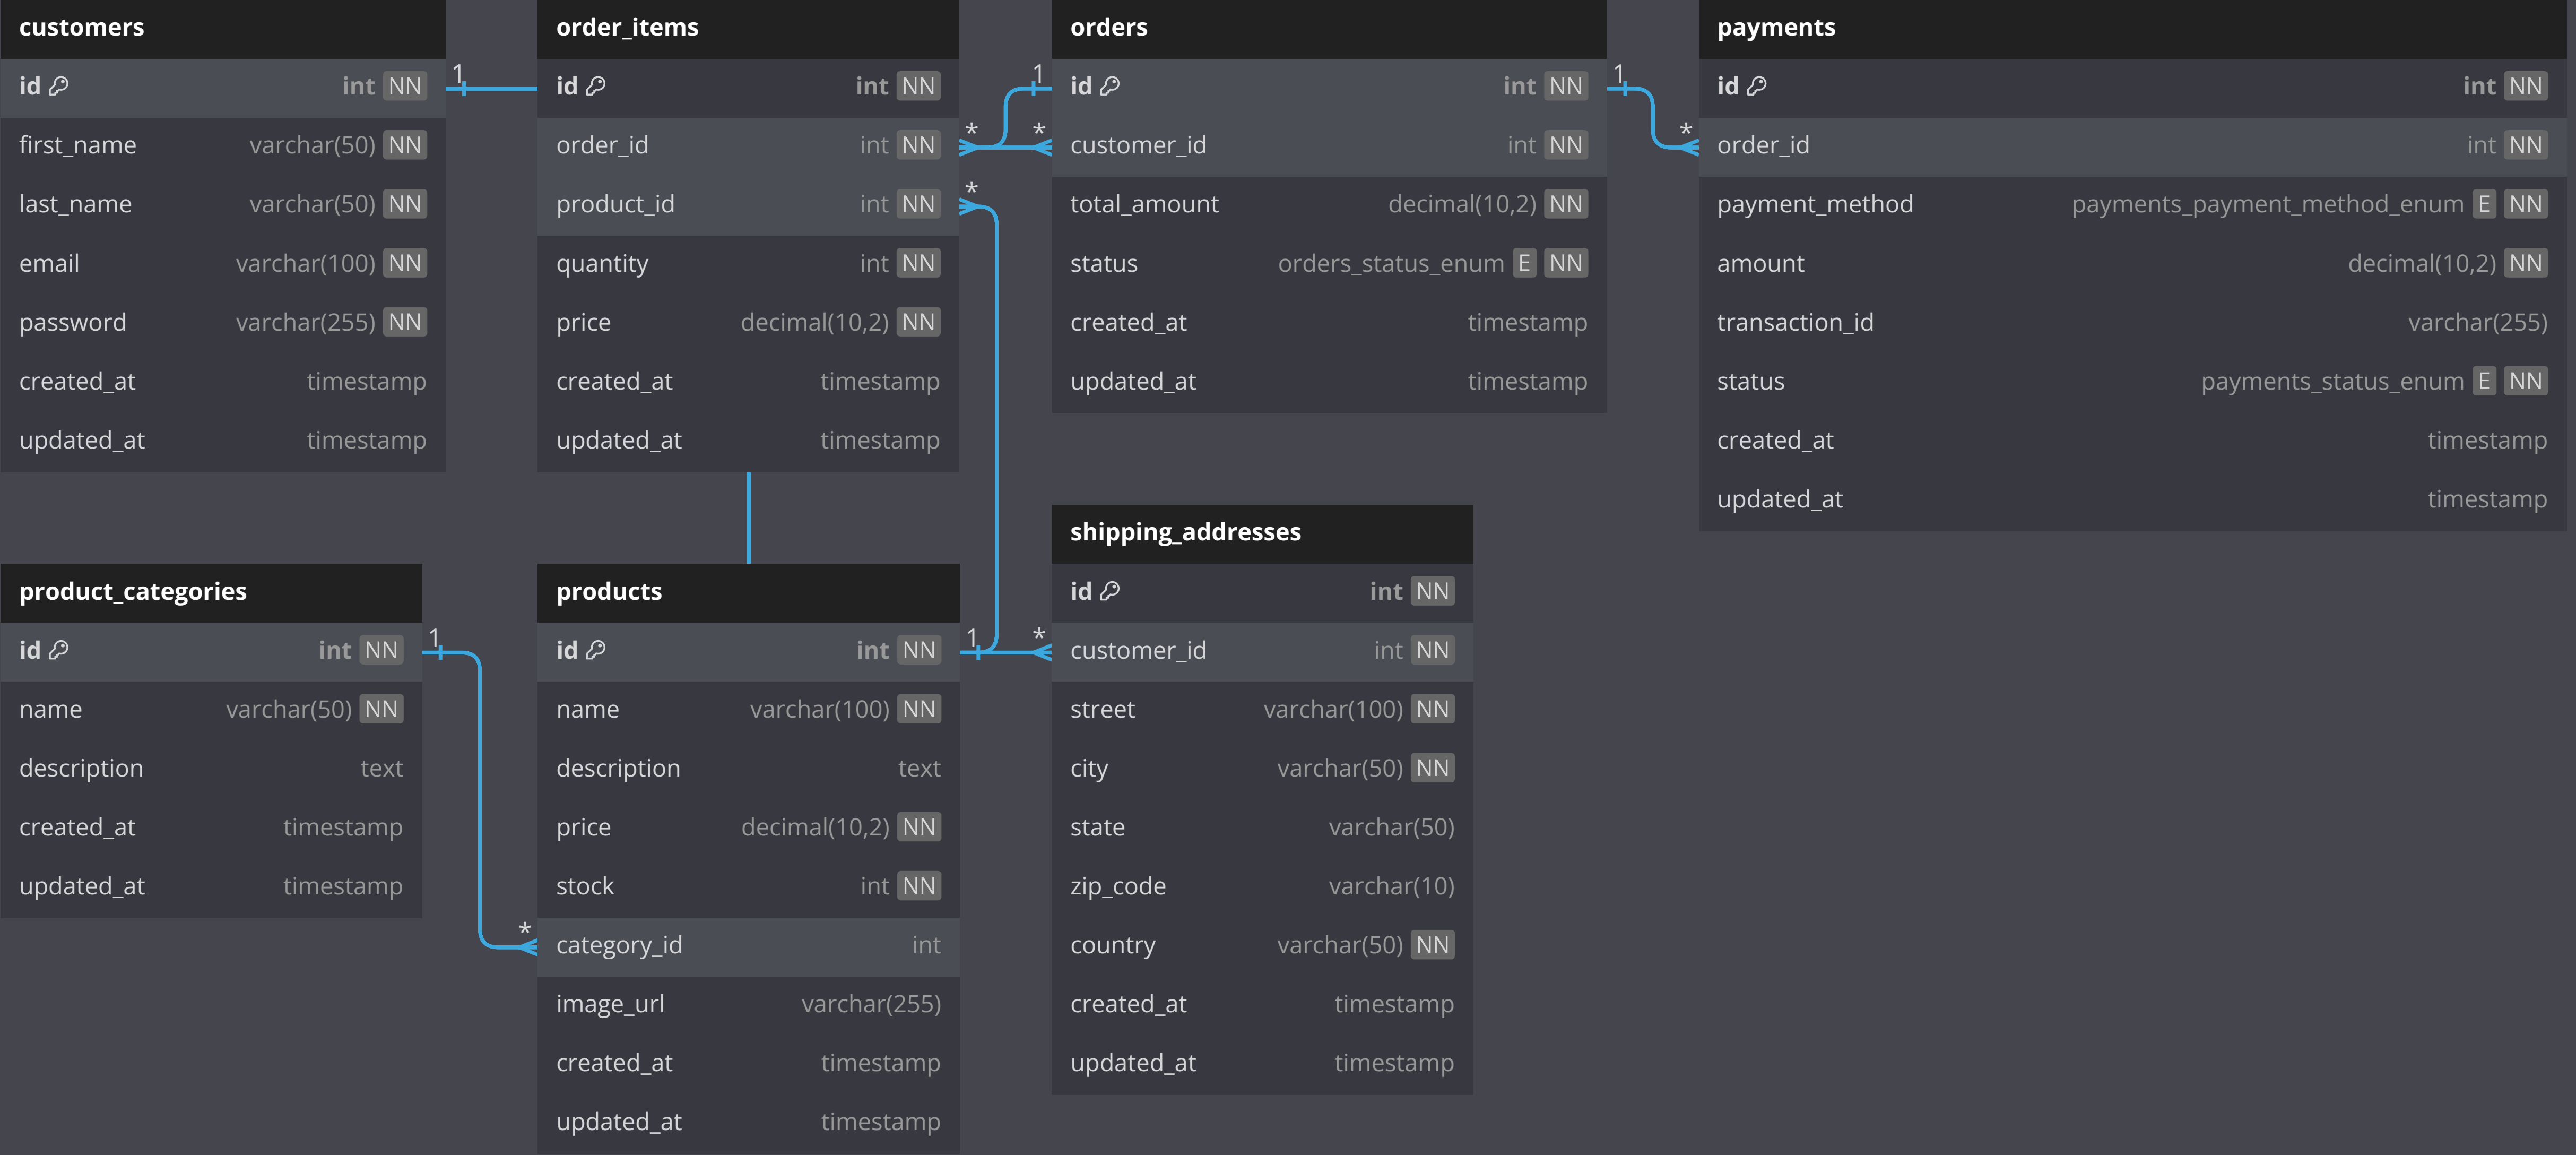 customers
id int NN
first_name varchar(50) NN
last_name varchar(50) NN
email varchar(100) NN
password varchar(255) NN
created_at timestamp
updated_at timestamp
1
order_items
id int NN
order_id int NN
product_id int NN
quantity int NN
price decimal(10,2) NN
created_at timestamp
updated_at timestamp
*
*
1
*
orders
id int NN
customer_id int NN
total_amount decimal(10,2) NN
status orders_status_enum E NN
created_at timestamp
updated_at timestamp
1
*
payments
id int NN
order_id int NN
payment_method payments_payment_method_enum E NN
amount decimal(10,2) NN
transaction_id varchar(255)
status payments_status_enum E NN
created_at timestamp
updated_at timestamp
product_categories
id int NN
name varchar(50) NN
description text
created_at timestamp
updated_at timestamp
1
*
products
id int NN
name varchar(100) NN
description text
price decimal(10,2) NN
stock int NN
category_id int
image_url varchar(255)
created_at timestamp
updated_at timestamp
1
*
shipping_addresses
id int NN
customer_id int NN
street varchar(100) NN
city varchar(50) NN
state varchar(50)
zip_code varchar(10)
country varchar(50) NN
created_at timestamp
updated_at timestamp